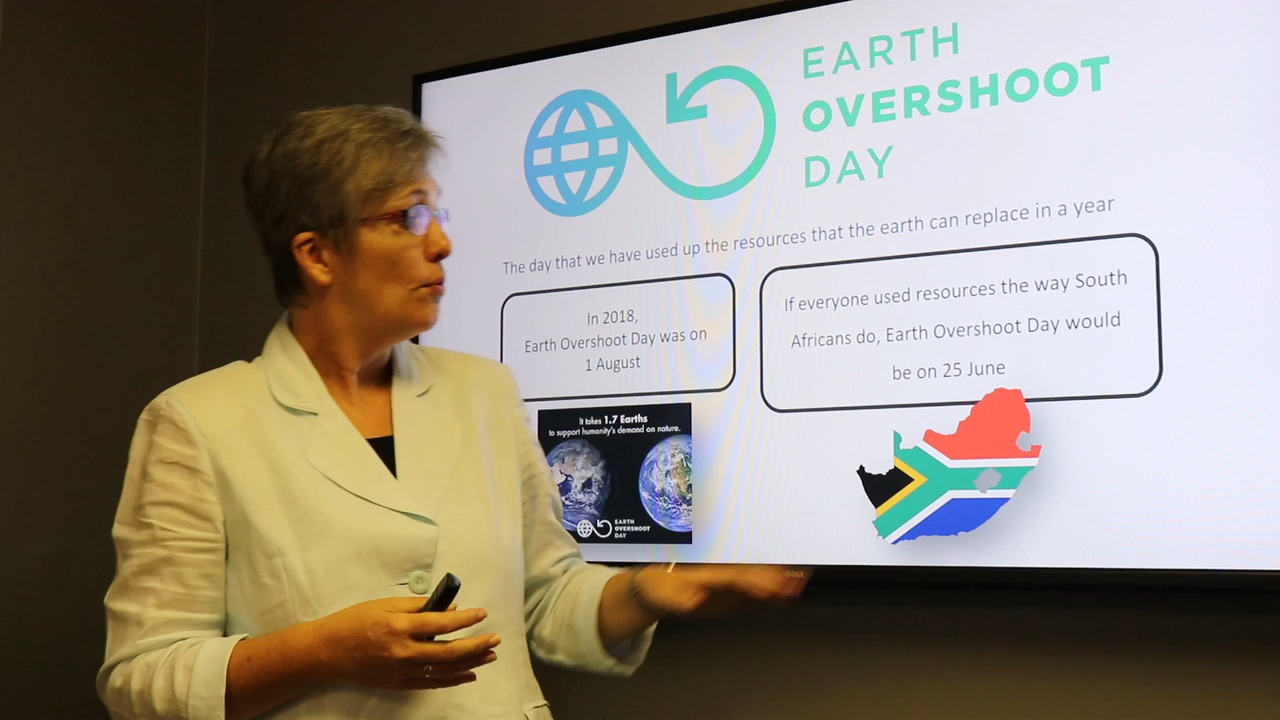 EARTH
OVERSHOOT
DAY
The day that we have used up the resources that the earth can replace in a year
In 2018,
Earth Overshoot Day was on
1 August
If everyone used resources the way South
Africans do, Earth Overshoot Day would
be on 25 June
It takes 1.7 Earths
to support humanity's demand on nature.
EARTH
OVERSHOOT
DAY
DELL